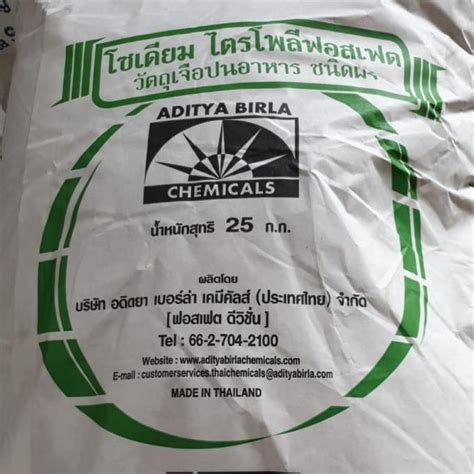 โซเดียม ไตรโพลีฟอสเฟต
วัตถุเจือปนอาหาร ชนิดผง
ADITYA BIRLA
CHEMICALS
น้ำหนักสุทธิ 25 ก.ก.
ผลิตโดย
บริษัท อดิตยา เบอร์ล่า เคมีคัลส์ (ประเทศไทย) จำกัด
[ฟอสเฟต ดีวิชั่น]
Tel : 66-2-704-2100
Website : www.adityabirlachemicals.com
E-mail : customerservices.thaichemicals@adityabirla.com
MADE IN THAILAND